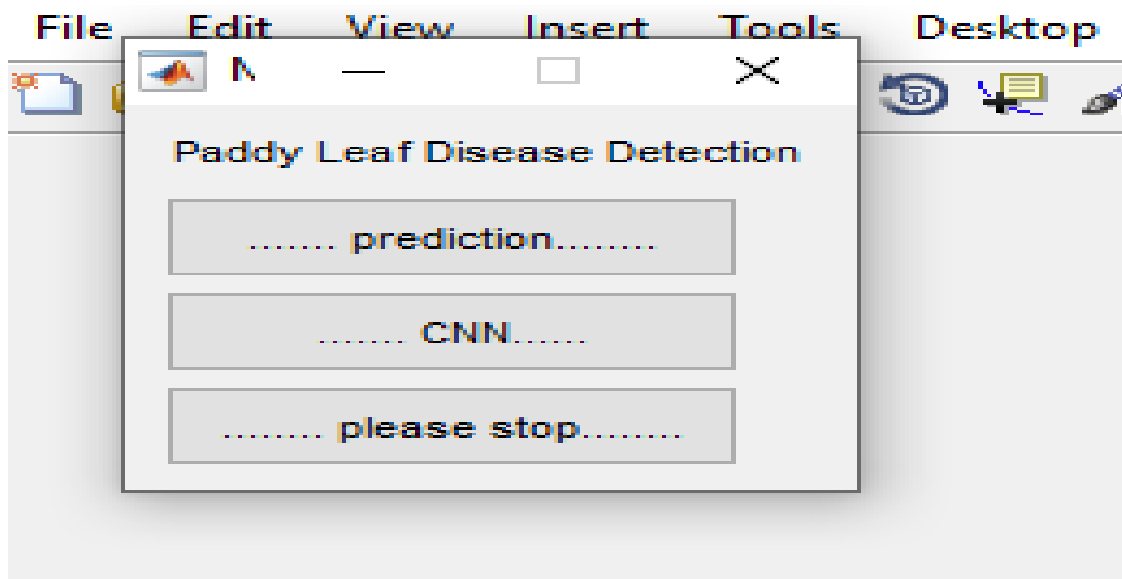 File Edit View Insert Tools Desktop
N
Paddy Leaf Disease Detection
....... prediction........
....... CNN......
........ please stop........